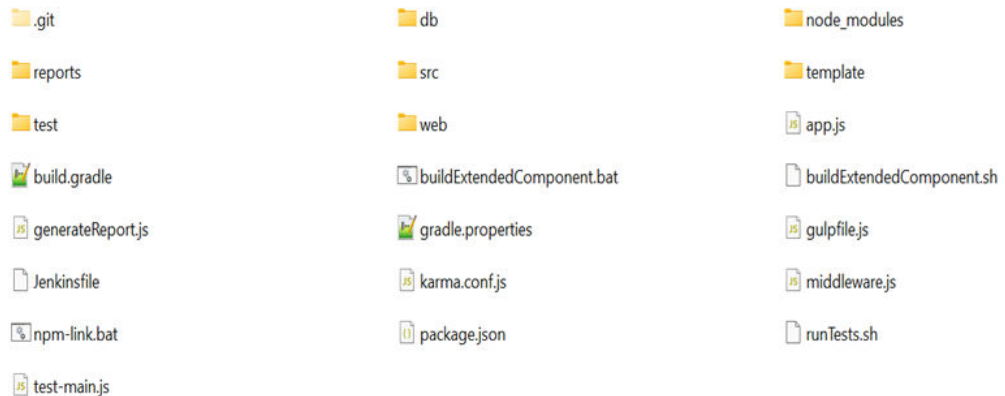 .git
db
node_modules
reports
src
template
test
web
app.js
build.gradle
buildExtendedComponent.bat
buildExtendedComponent.sh
generateReport.js
gradle.properties
gulpfile.js
Jenkinsfile
karma.conf.js
middleware.js
npm-link.bat
package.json
runTests.sh
test-main.js